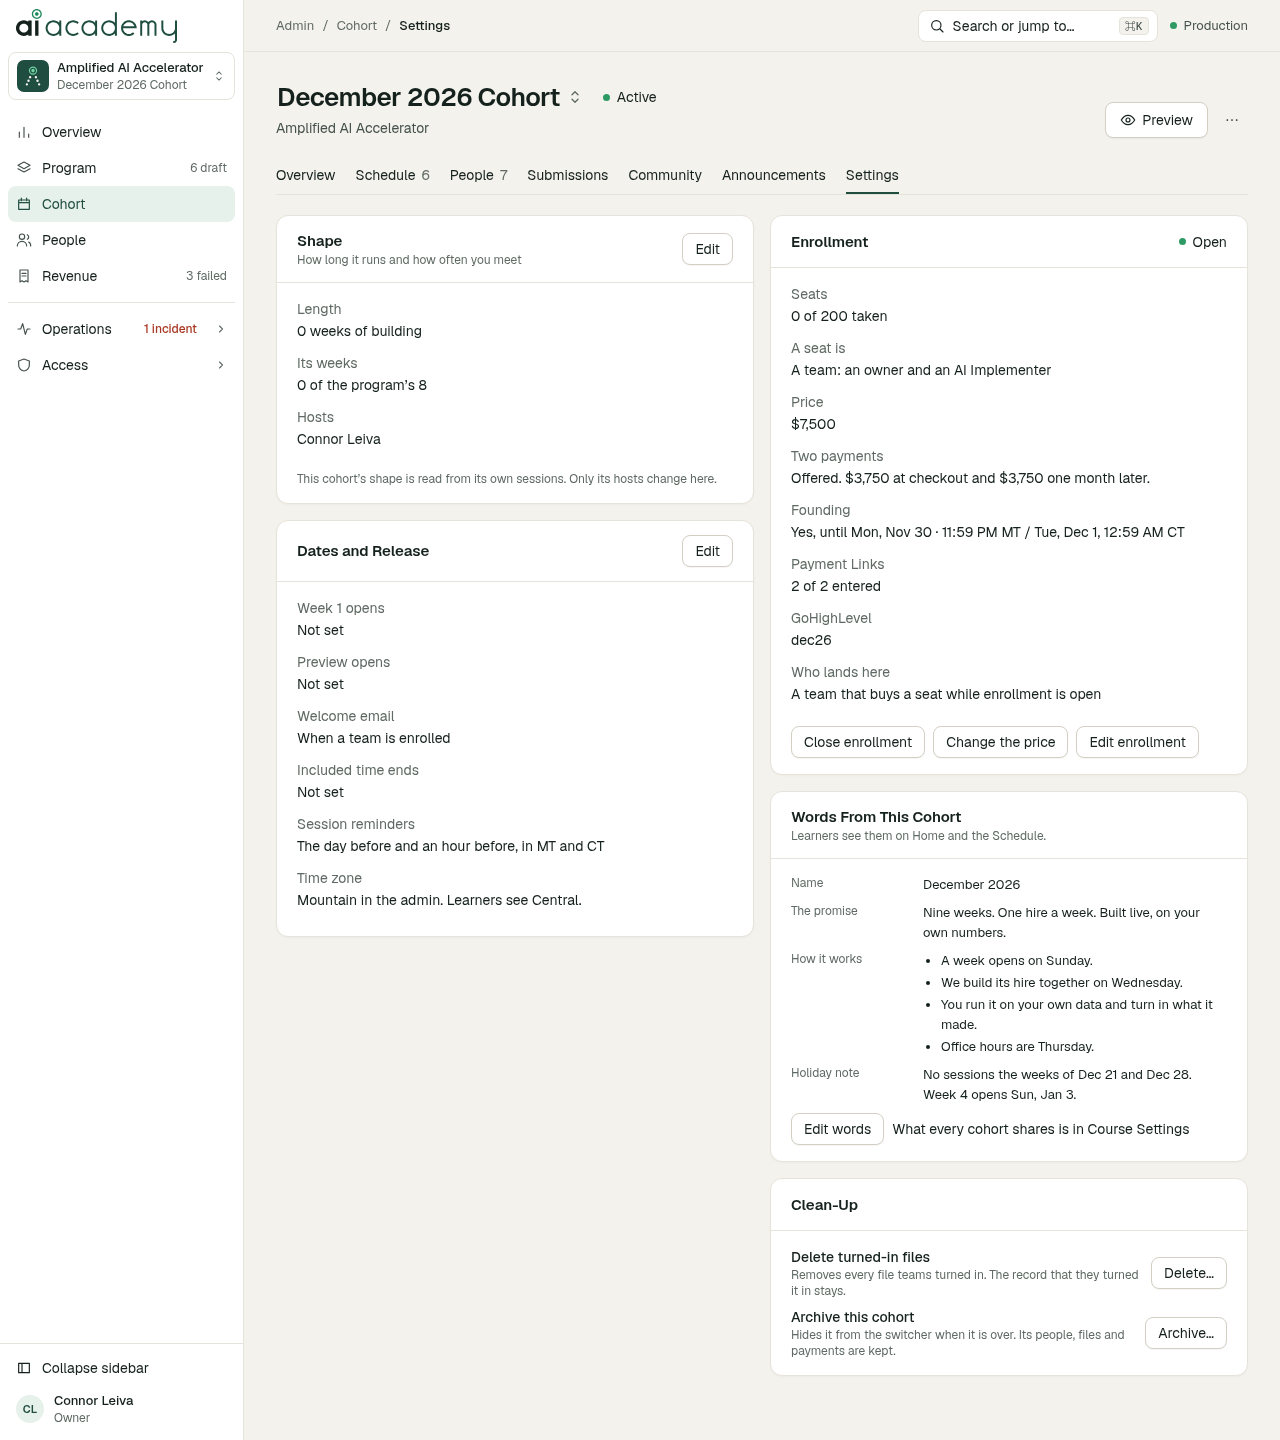 ai academy
Amplified AI Accelerator
December 2026 Cohort
Overview
Program 6 draft
Cohort
People
Revenue 3 failed
Operations 1 incident
Access
Collapse sidebar
CL
Connor Leiva
Owner
Admin / Cohort / Settings
Search or jump to... ⌘K
Production
December 2026 Cohort
Active
Amplified AI Accelerator
Preview
...
Overview Schedule 6 People 7 Submissions Community Announcements Settings
Shape
How long it runs and how often you meet
Edit
Length
0 weeks of building
Its weeks
0 of the program's 8
Hosts
Connor Leiva
This cohort's shape is read from its own sessions. Only its hosts change here.
Dates and Release
Edit
Week 1 opens
Not set
Preview opens
Not set
Welcome email
When a team is enrolled
Included time ends
Not set
Session reminders
The day before and an hour before, in MT and CT
Time zone
Mountain in the admin. Learners see Central.
Enrollment
Open
Seats
0 of 200 taken
A seat is
A team: an owner and an AI Implementer
Price
$7,500
Two payments
Offered. $3,750 at checkout and $3,750 one month later.
Founding
Yes, until Mon, Nov 30 · 11:59 PM MT / Tue, Dec 1, 12:59 AM CT
Payment Links
2 of 2 entered
GoHighLevel
dec26
Who lands here
A team that buys a seat while enrollment is open
Close enrollment Change the price Edit enrollment
Words From This Cohort
Learners see them on Home and the Schedule.
Name December 2026
The promise Nine weeks. One hire a week. Built live, on your
own numbers.
How it works • A week opens on Sunday.
• We build its hire together on Wednesday.
• You run it on your own data and turn in what it
made.
• Office hours are Thursday.
Holiday note No sessions the weeks of Dec 21 and Dec 28.
Week 4 opens Sun, Jan 3.
Edit words What every cohort shares is in Course Settings
Clean-Up
Delete turned-in files
Removes every file teams turned in. The record that they turned
it in stays.
Delete...
Archive this cohort
Hides it from the switcher when it is over. Its people, files and
payments are kept.
Archive...